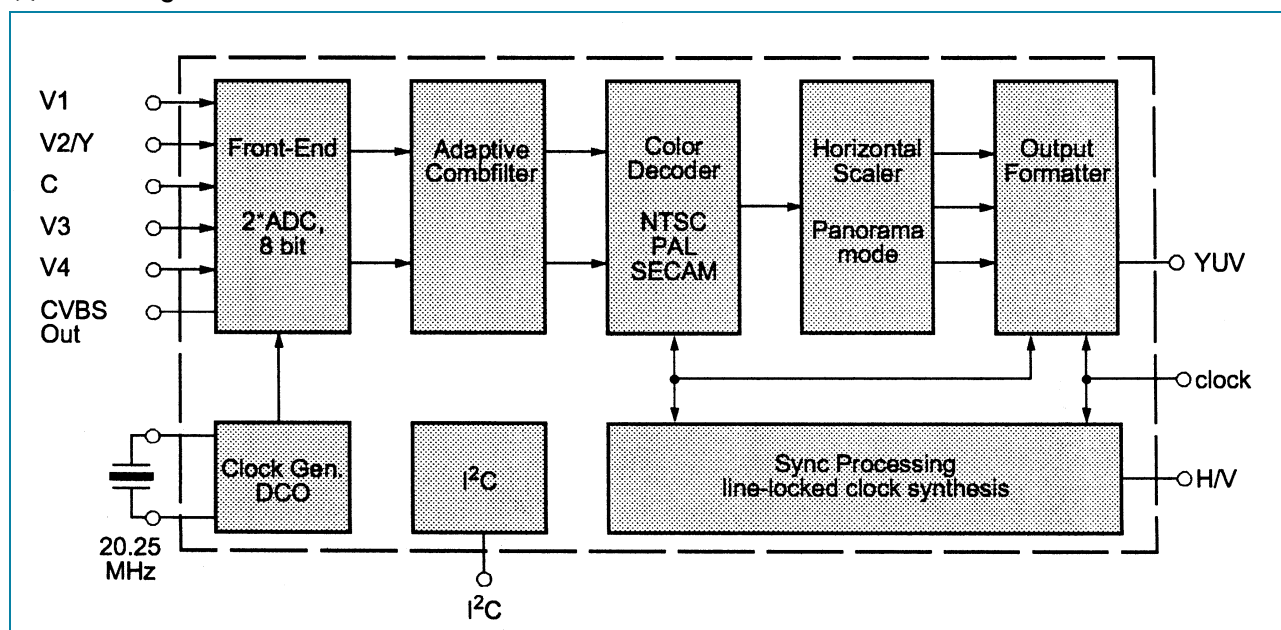 V1
V2/Y
C
V3
V4
CVBS
Out
Front-End
2*ADC,
8 bit
Adaptive
Combfilter
Color
Decoder
NTSC
PAL
SECAM
Horizontal
Scaler
Panorama
mode
Output
Formatter
YUV
clock
H/V
Clock Gen.
DCO
I²C
Sync Processing
line-locked clock synthesis
20.25
MHz
I²C